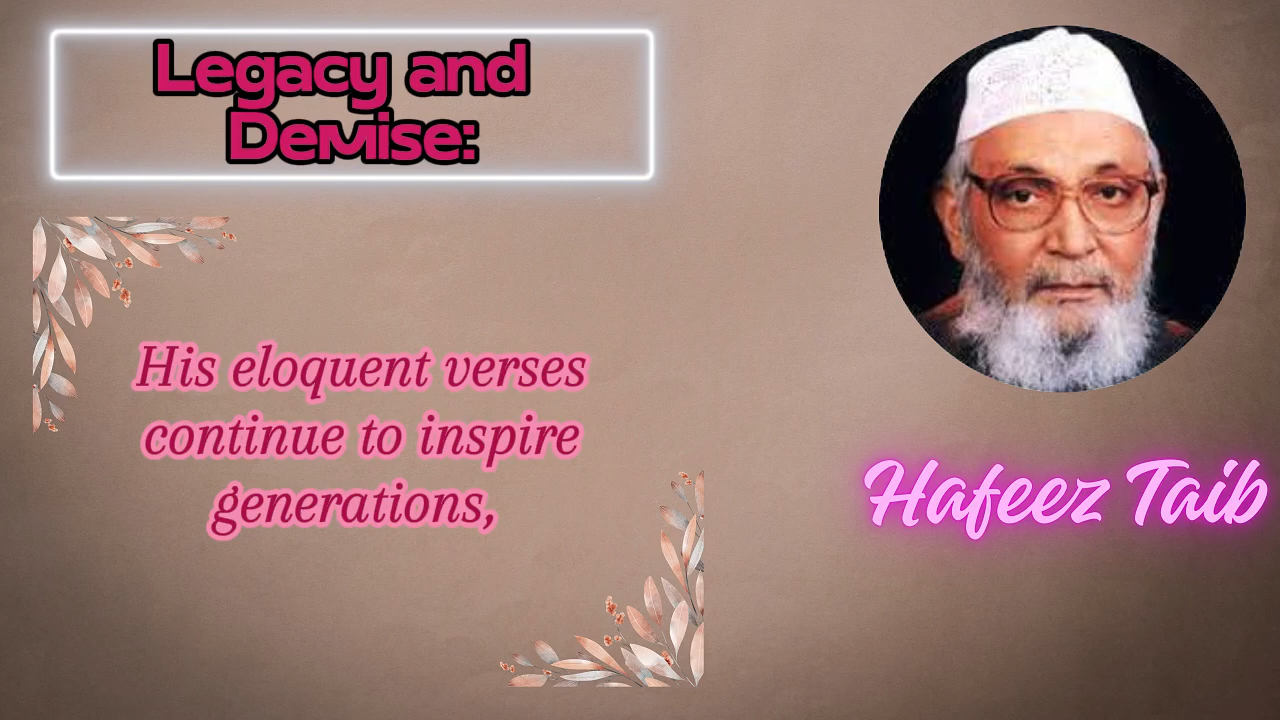 Legacy and
Demise:
His eloquent verses
continue to inspire
generations,
Hafeez Taib